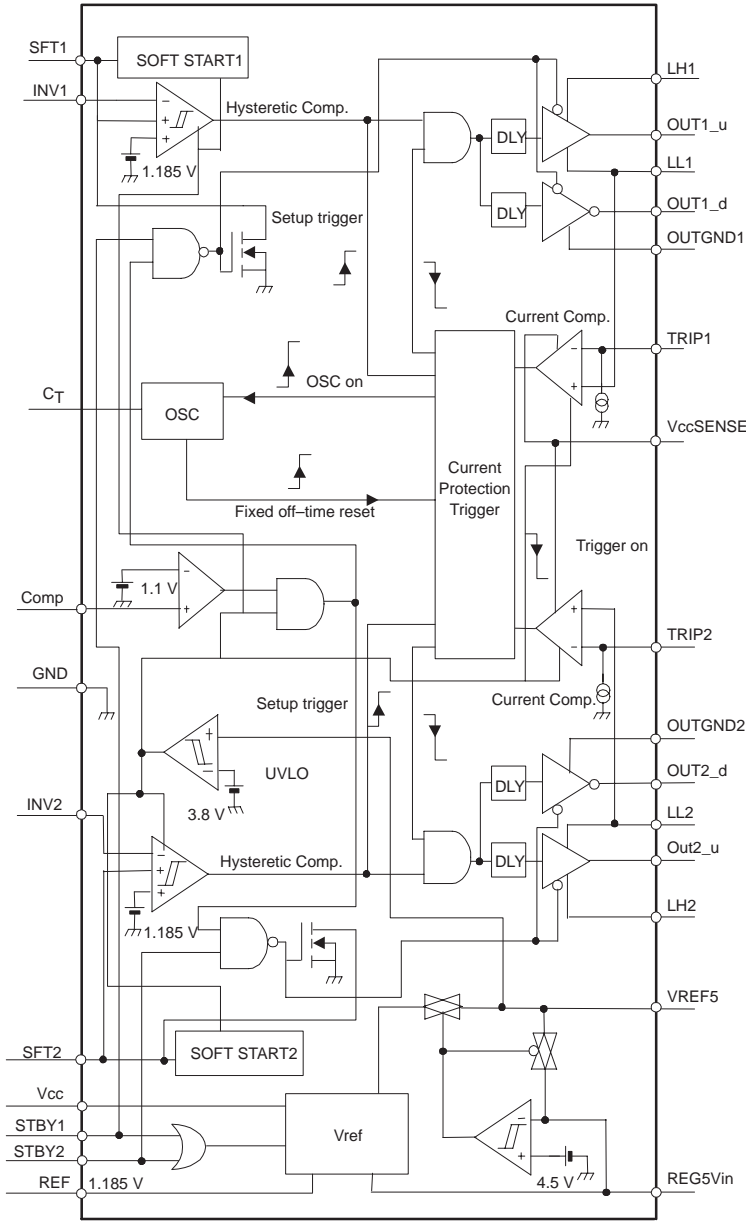 SFT1
SOFT START1
LH1
INV1
Hysteretic Comp.
OUT1_u
DLY
1.185 V
LL1
OUT1_d
DLY
Setup trigger
OUTGND1
Current Comp.
TRIP1
OSC on
CT
OSC
VccSENSE
Current
Protection
Trigger
Fixed off–time reset
Trigger on
1.1 V
Comp
TRIP2
GND
Setup trigger
Current Comp.
OUTGND2
UVLO
DLY
OUT2_d
3.8 V
INV2
LL2
Hysteretic Comp.
DLY
Out2_u
1.185 V
LH2
VREF5
SOFT START2
SFT2
Vcc
STBY1
Vref
STBY2
4.5 V
REF
1.185 V
REG5Vin